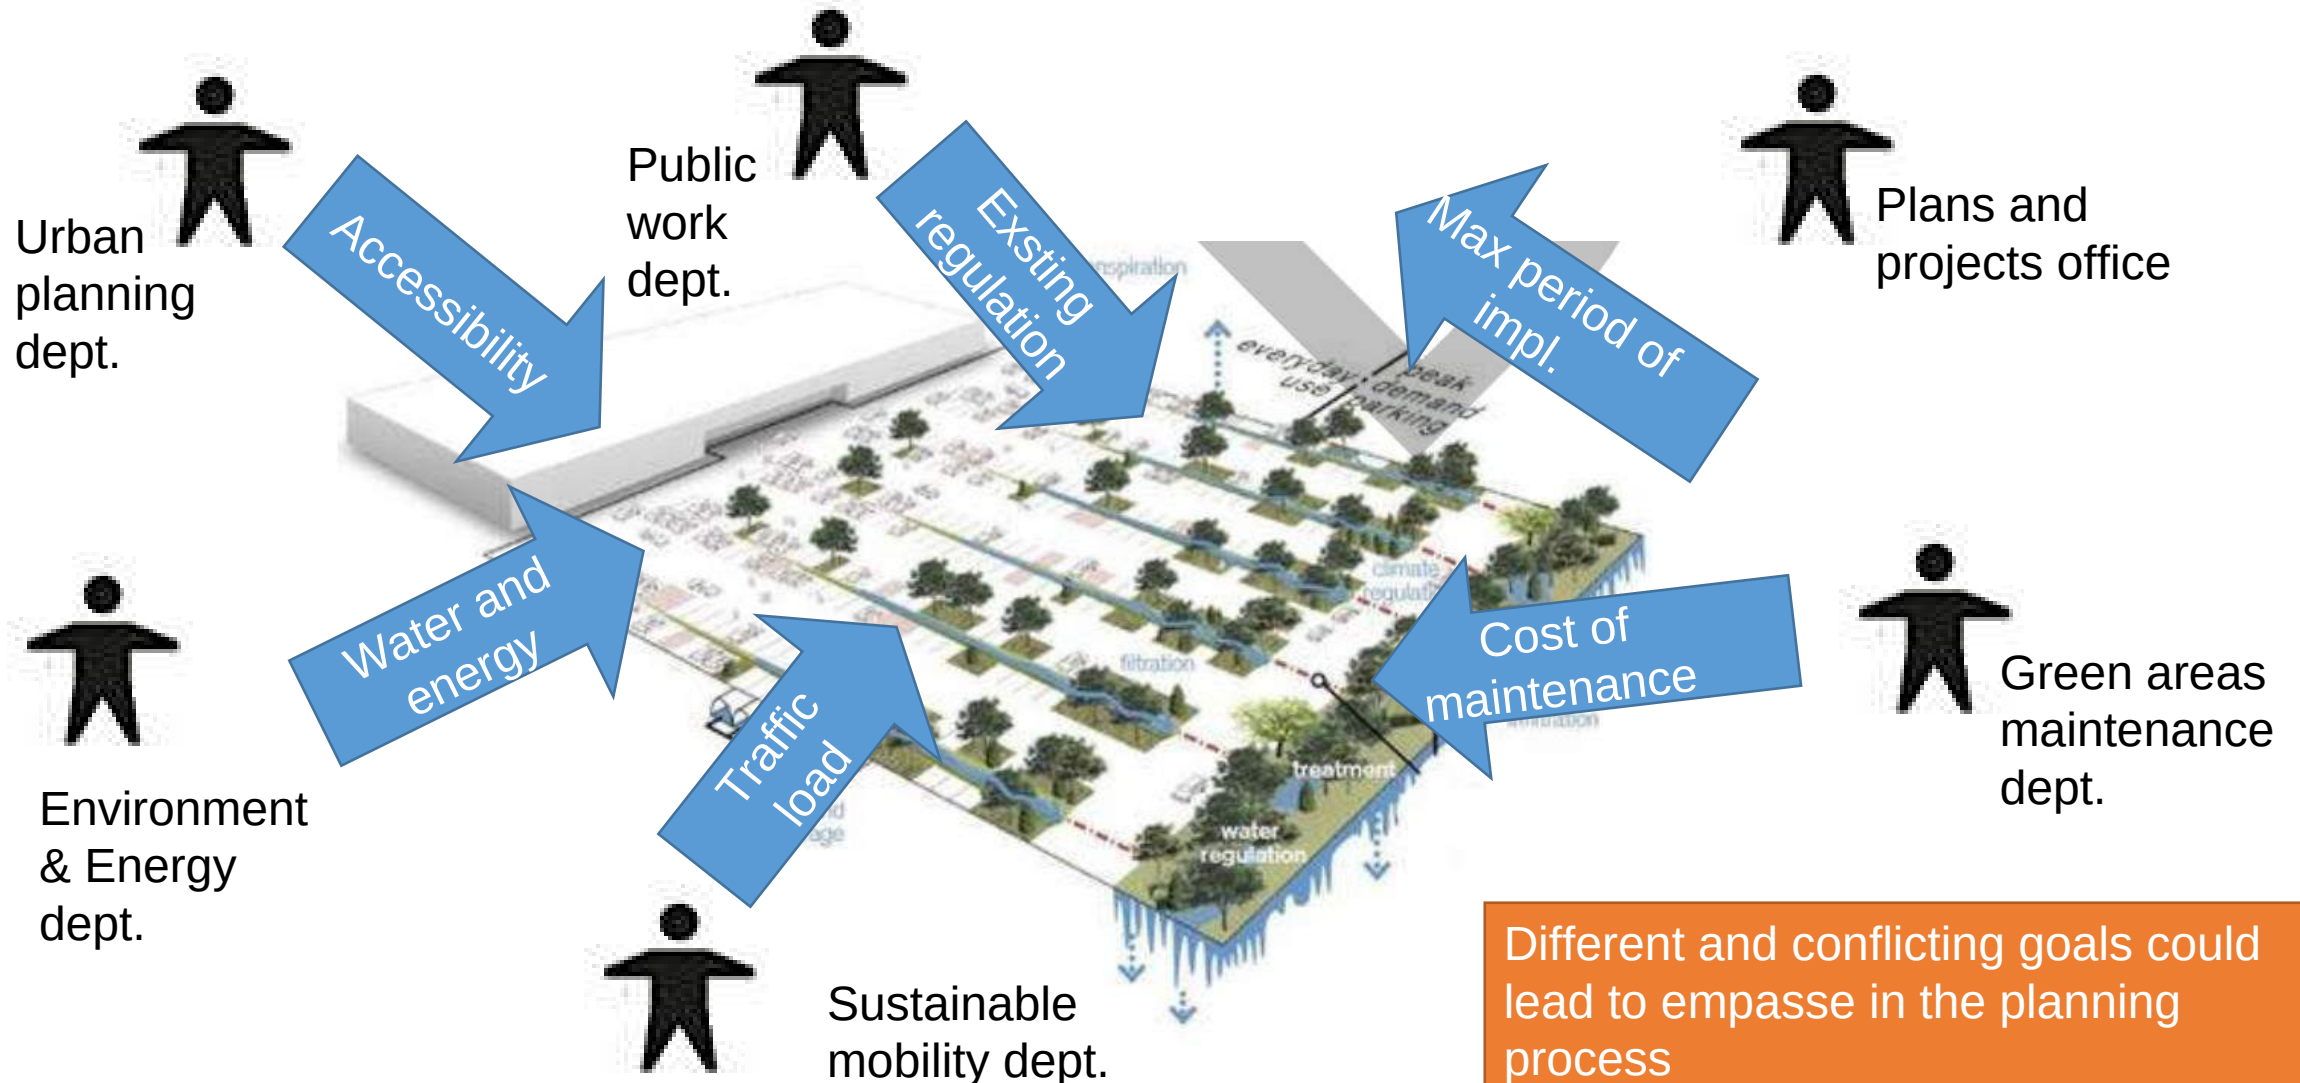 Urban
planning
dept.
Accessibility
Public
work
dept.
Exsting
regulation
Max period of
impl.
Plans and
projects office
everyday
use
peak
demand
parking
Water and
energy
Environment
& Energy
dept.
Traffic
load
Sustainable
mobility dept.
climate
filtration
treatment
water
regulation
Cost of
maintenance
Green areas
maintenance
dept.
Different and conflicting goals could
lead to empasse in the planning
process